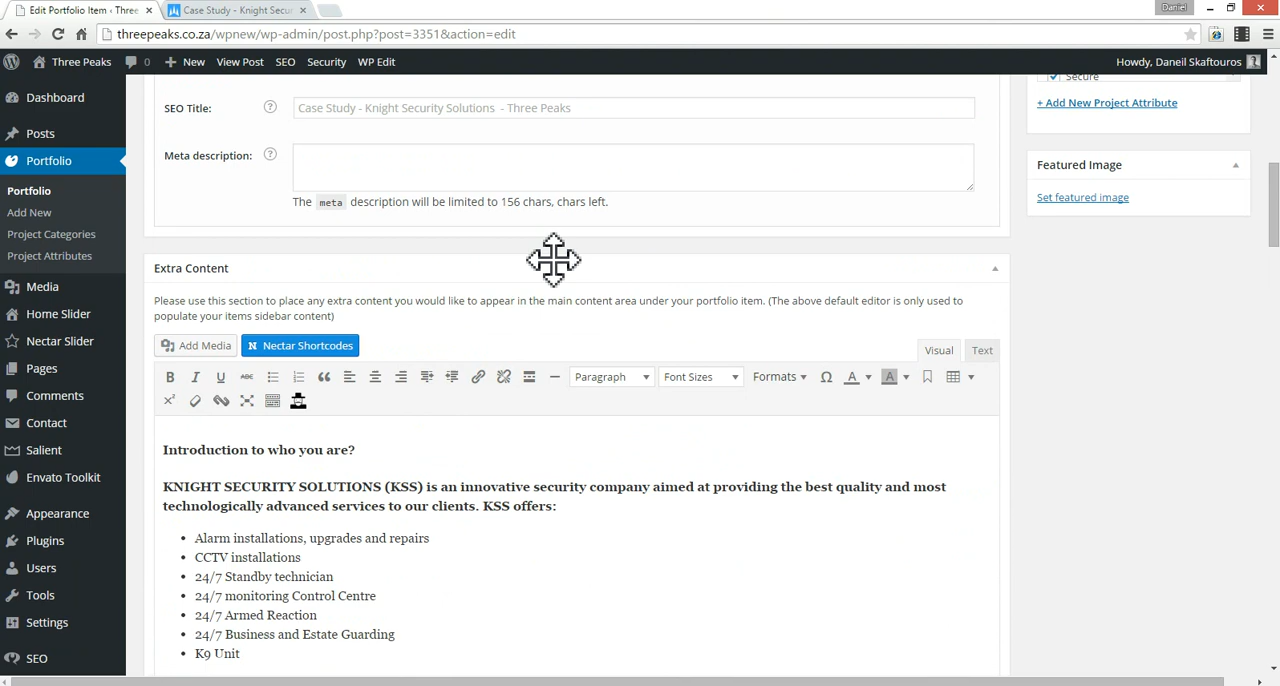 Edit Portfolio Item ‹ Three
Case Study - Knight Secur
Daniel
threepeaks.co.za/wpnew/wp-admin/post.php?post=3351&action=edit
Three Peaks
0
New
View Post
SEO
Security
WP Edit
Howdy, Daneil Skaftouros
Dashboard
Posts
Portfolio
Portfolio
Add New
Project Categories
Project Attributes
Media
Home Slider
Nectar Slider
Pages
Comments
Contact
Salient
Envato Toolkit
Appearance
Plugins
Users
Tools
Settings
SEO
SEO Title:
?
Case Study - Knight Security Solutions - Three Peaks
Meta description:
?
The meta description will be limited to 156 chars, chars left.
Extra Content
Please use this section to place any extra content you would like to appear in the main content area under your portfolio item. (The above default editor is only used to
populate your items sidebar content)
Add Media
N Nectar Shortcodes
Visual
Text
B I U ABC
Paragraph
Font Sizes
Formats
Ω A A
Introduction to who you are?
KNIGHT SECURITY SOLUTIONS (KSS) is an innovative security company aimed at providing the best quality and most
technologically advanced services to our clients. KSS offers:
• Alarm installations, upgrades and repairs
• CCTV installations
• 24/7 Standby technician
• 24/7 monitoring Control Centre
• 24/7 Armed Reaction
• 24/7 Business and Estate Guarding
• K9 Unit
Secure
+ Add New Project Attribute
Featured Image
Set featured image